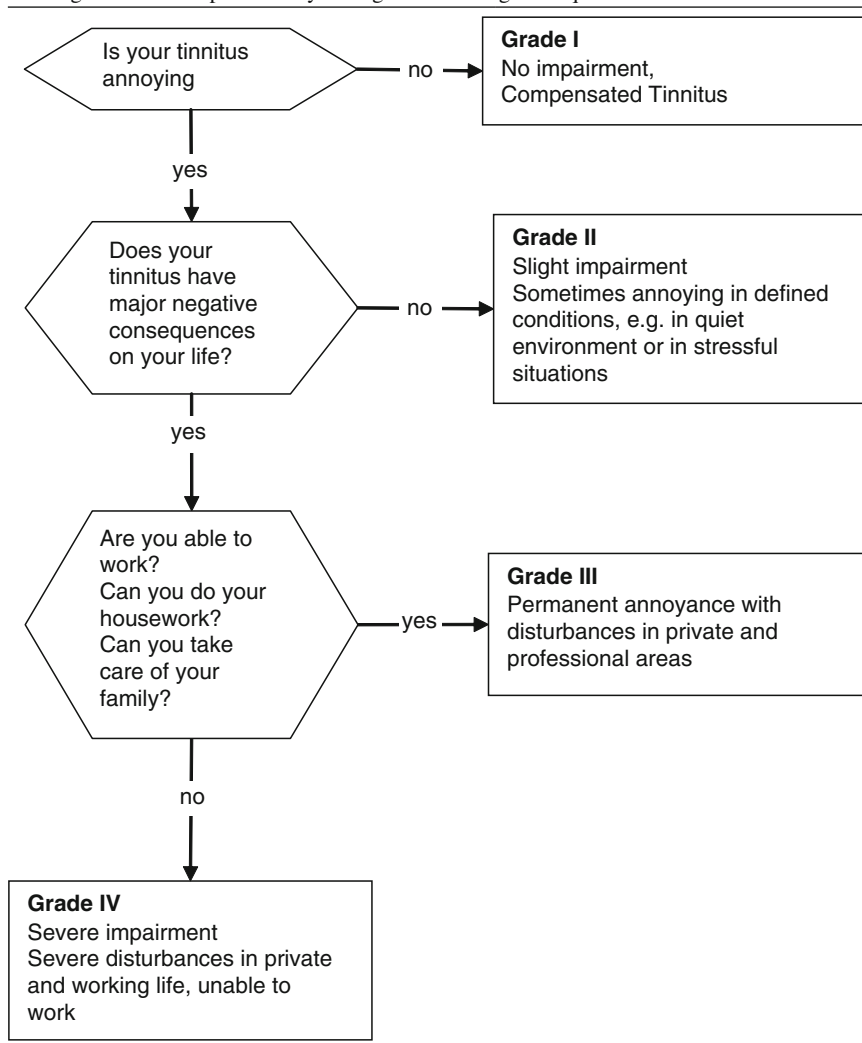 Is your tinnitus
annoying
no
Grade I
No impairment,
Compensated Tinnitus
yes
Does your
tinnitus have
major negative
consequences
on your life?
no
Grade II
Slight impairment
Sometimes annoying in defined
conditions, e.g. in quiet
environment or in stressful
situations
yes
Are you able to
work?
Can you do your
housework?
Can you take
care of your
family?
yes
Grade III
Permanent annoyance with
disturbances in private and
professional areas
no
Grade IV
Severe impairment
Severe disturbances in private
and working life, unable to
work